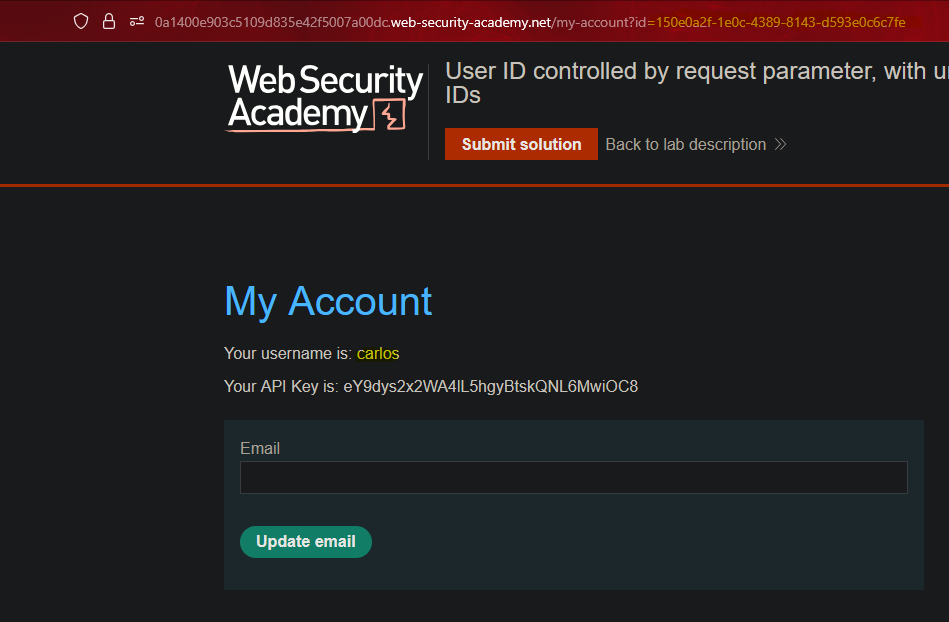 0a1400e903c5109d835e42f5007a00dc.web-security-academy.net/my-account?id=150e0a2f-1e0c-4389-8143-d593e0c6c7fe
Web Security
Academy
User ID controlled by request parameter, with
IDs
Submit solution
Back to lab description
My Account
Your username is: carlos
Your API Key is: eY9dys2x2WA4lL5hgyBtskQNL6MwiOC8
Email
Update email